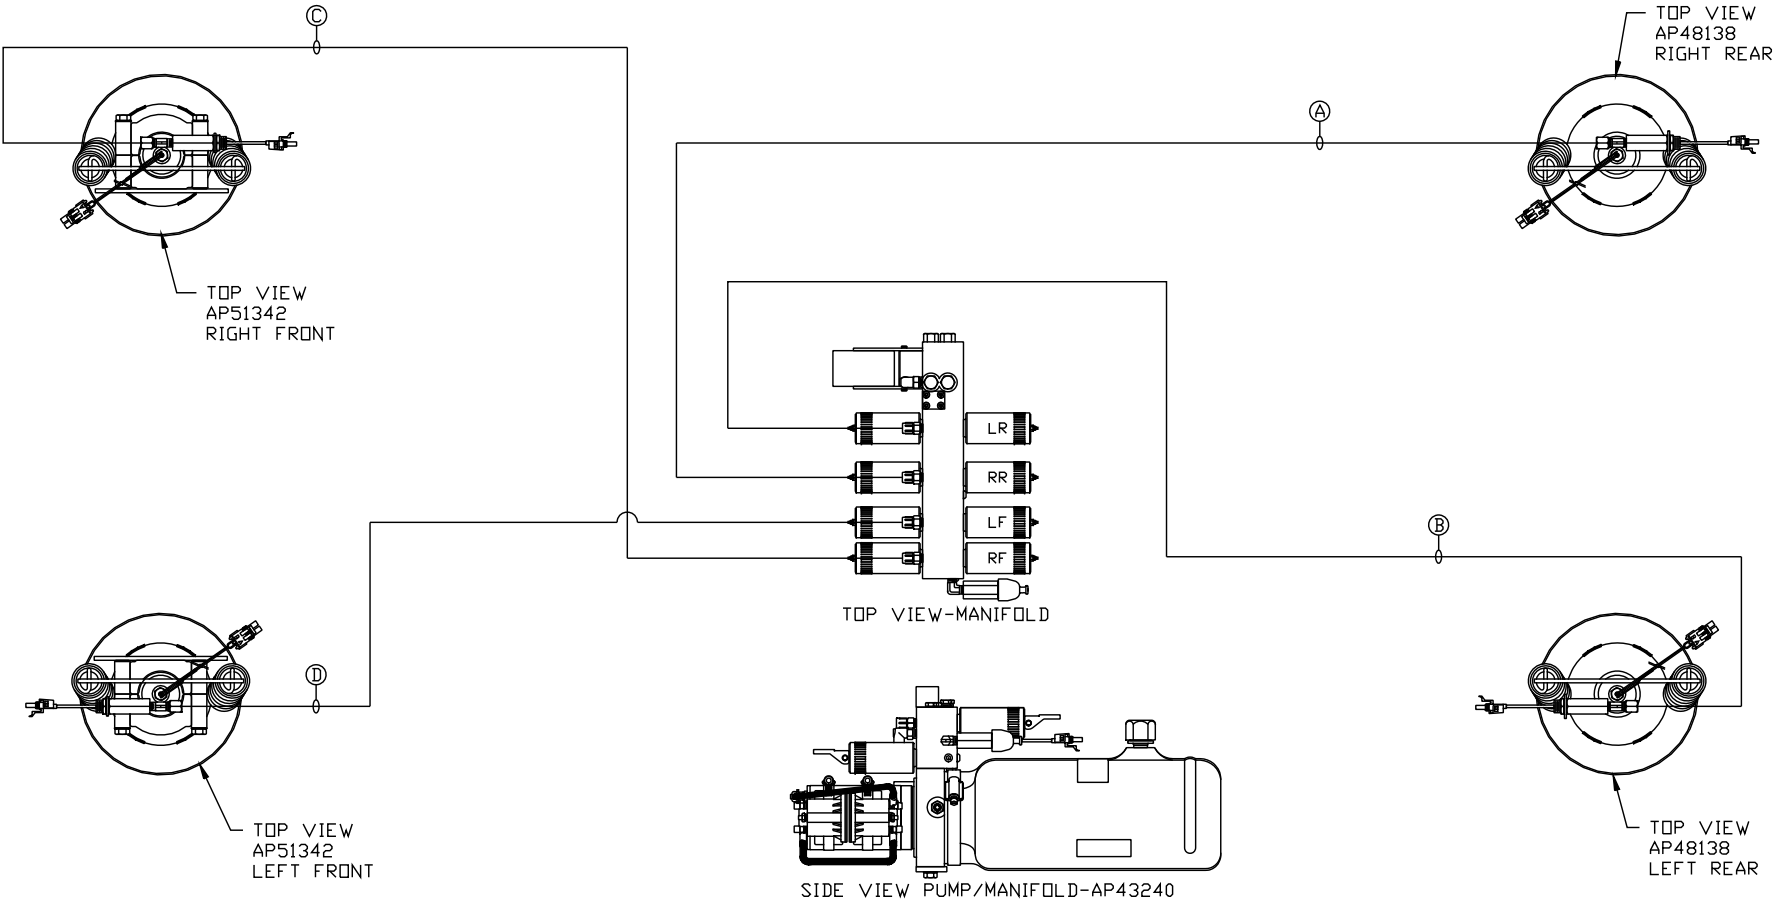 C
TOP VIEW
AP48138
RIGHT REAR
A
TOP VIEW
AP51342
RIGHT FRONT
LR
RR
LF
RF
B
TOP VIEW-MANIFOLD
D
TOP VIEW
AP51342
LEFT FRONT
TOP VIEW
AP48138
LEFT REAR
SIDE VIEW PUMP/MANIFOLD-AP43240